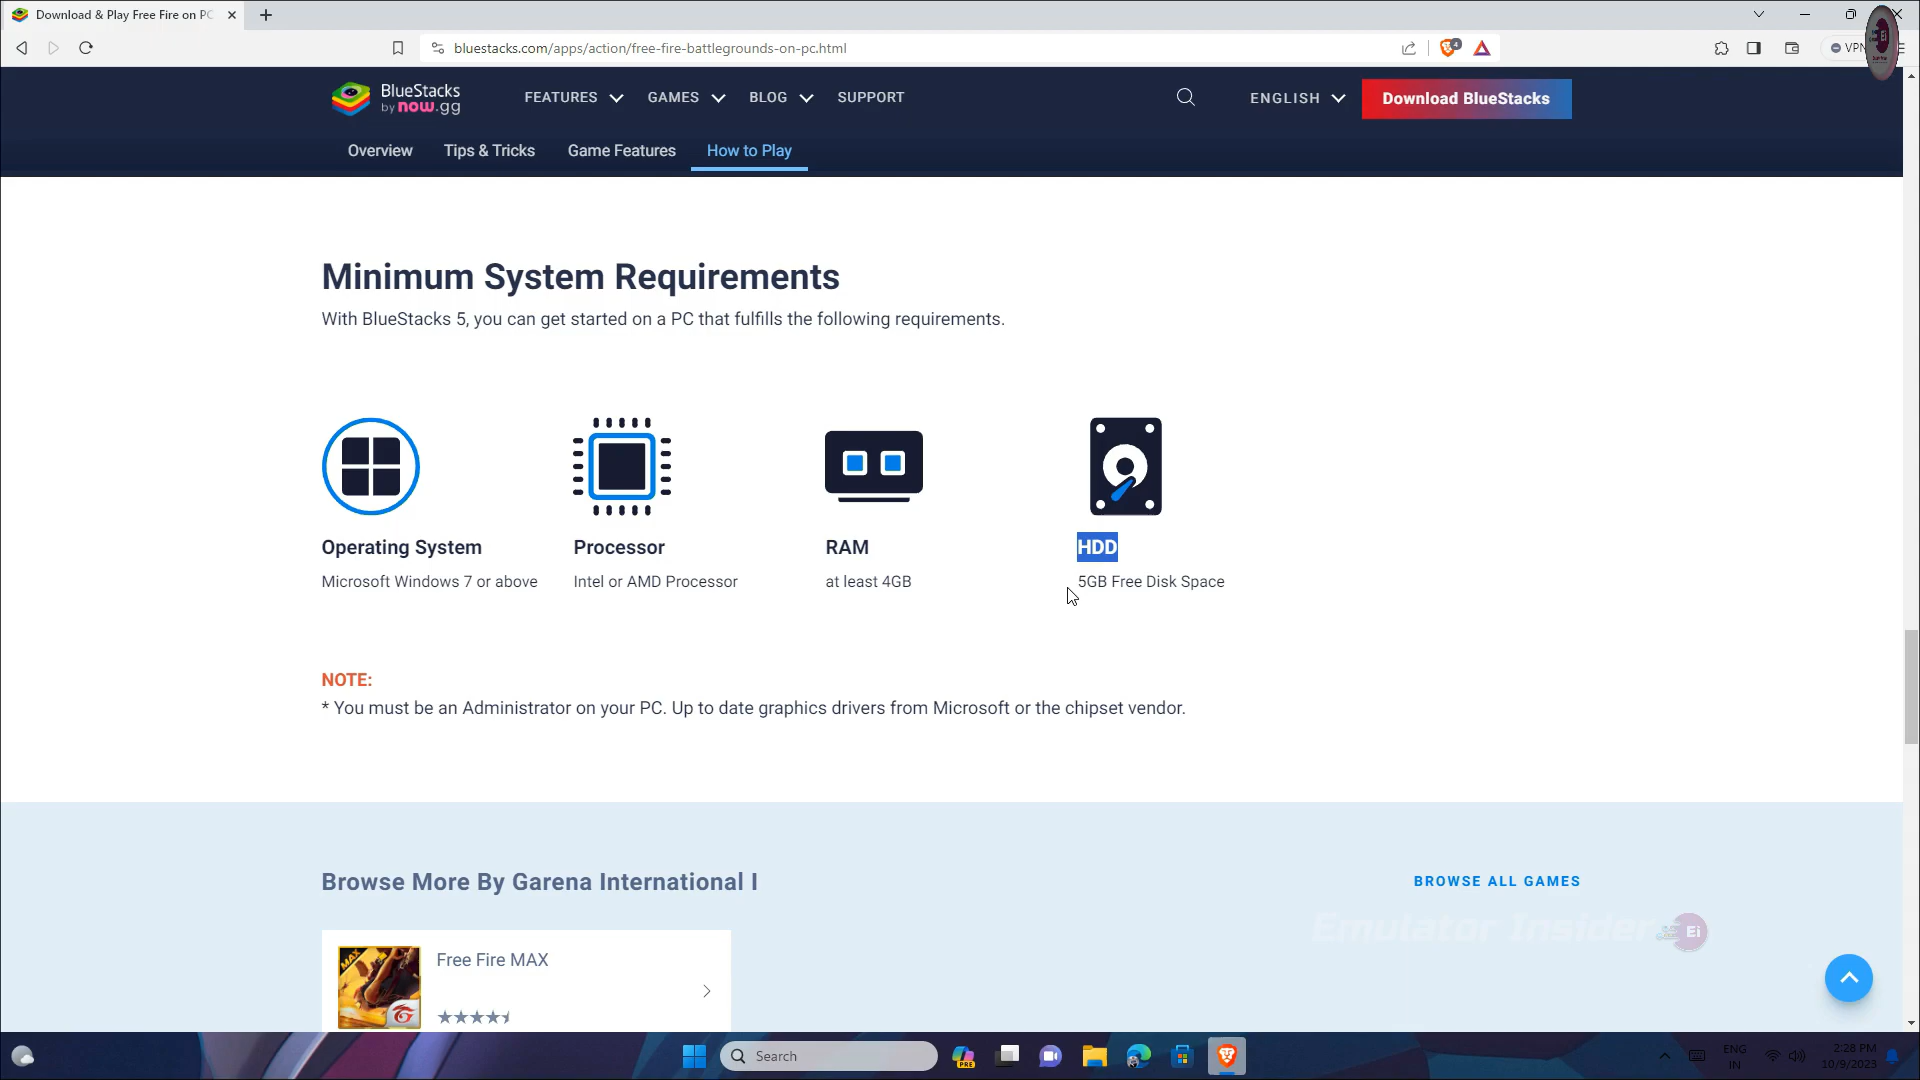 Download & Play Free Fire on PC
bluestacks.com/apps/action/free-fire-battlegrounds-on-pc.html
4
VPN
BlueStacks
by now.gg
FEATURES
GAMES
BLOG
SUPPORT
ENGLISH
Download BlueStacks
Overview
Tips & Tricks
Game Features
How to Play
Minimum System Requirements
With BlueStacks 5, you can get started on a PC that fulfills the following requirements.
Operating System
Microsoft Windows 7 or above
Processor
Intel or AMD Processor
RAM
at least 4GB
HDD
5GB Free Disk Space
NOTE:
* You must be an Administrator on your PC. Up to date graphics drivers from Microsoft or the chipset vendor.
Browse More By Garena International I
BROWSE ALL GAMES
Emulator Insider
Ei
MAX
Free Fire MAX
Search
PRE
ENG
IN
2:28 PM
10/9/2023